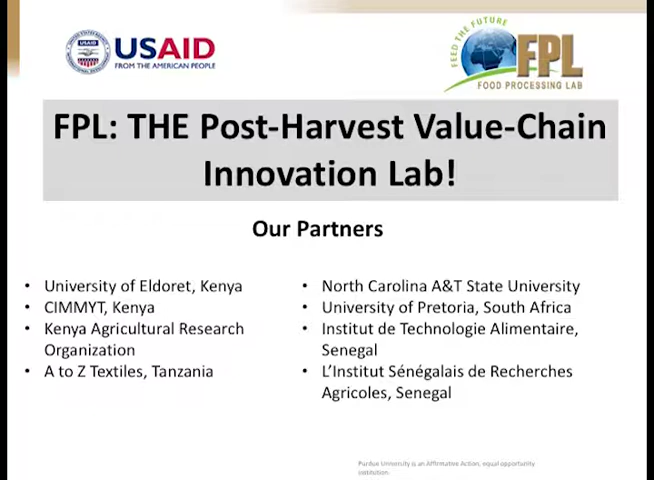 USAID
FROM THE AMERICAN PEOPLE
FEED THE FUTURE
FPL
FOOD PROCESSING LAB
FPL: THE Post-Harvest Value-Chain
Innovation Lab!
Our Partners
• University of Eldoret, Kenya
• CIMMYT, Kenya
• Kenya Agricultural Research
Organization
• A to Z Textiles, Tanzania
• North Carolina A&T State University
• University of Pretoria, South Africa
• Institut de Technologie Alimentaire,
Senegal
• L’Institut Sénégalais de Recherches
Agricoles, Senegal
Purdue University is an Affirmative Action, equal opportunity
institution.